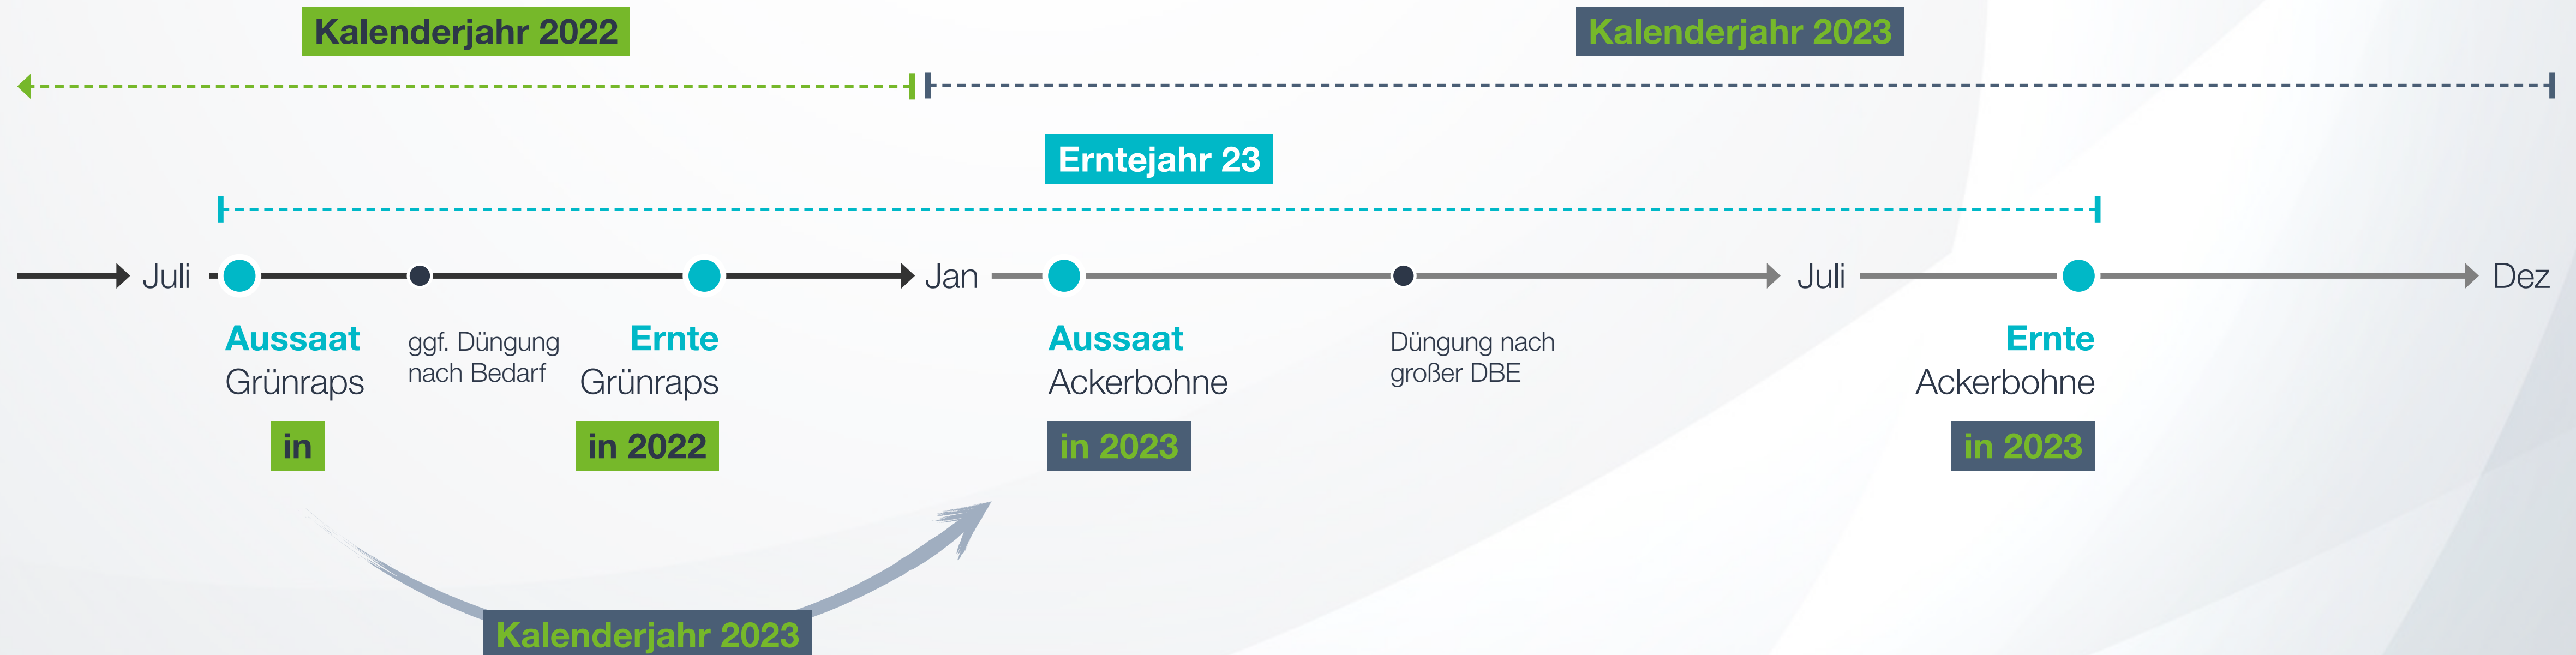 Kalenderjahr 2022
Kalenderjahr 2023
Erntejahr 23
Juli
Jan
Juli
Dez
Aussaat
Grünraps
in
ggf. Düngung
nach Bedarf
Ernte
Grünraps
in 2022
Aussaat
Ackerbohne
in 2023
Düngung nach
großer DBE
Ernte
Ackerbohne
in 2023
Kalenderjahr 2023